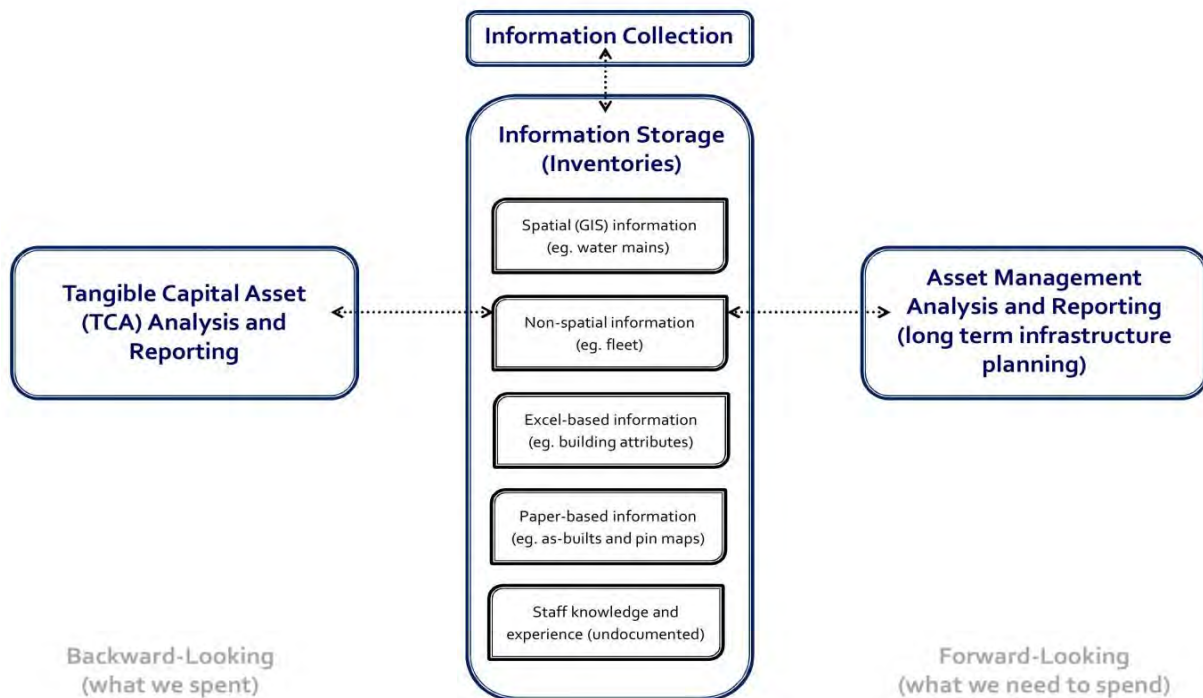 Information Collection
Information Storage
(Inventories)
Spatial (GIS) information
(eg. water mains)
Tangible Capital Asset
(TCA) Analysis and
Reporting
Non-spatial information
(eg. fleet)
Asset Management
Analysis and Reporting
(long term infrastructure
planning)
Excel-based information
(eg. building attributes)
Paper-based information
(eg. as-builts and pin maps)
Staff knowledge and
experience (undocumented)
Backward-Looking
(what we spent)
Forward-Looking
(what we need to spend)